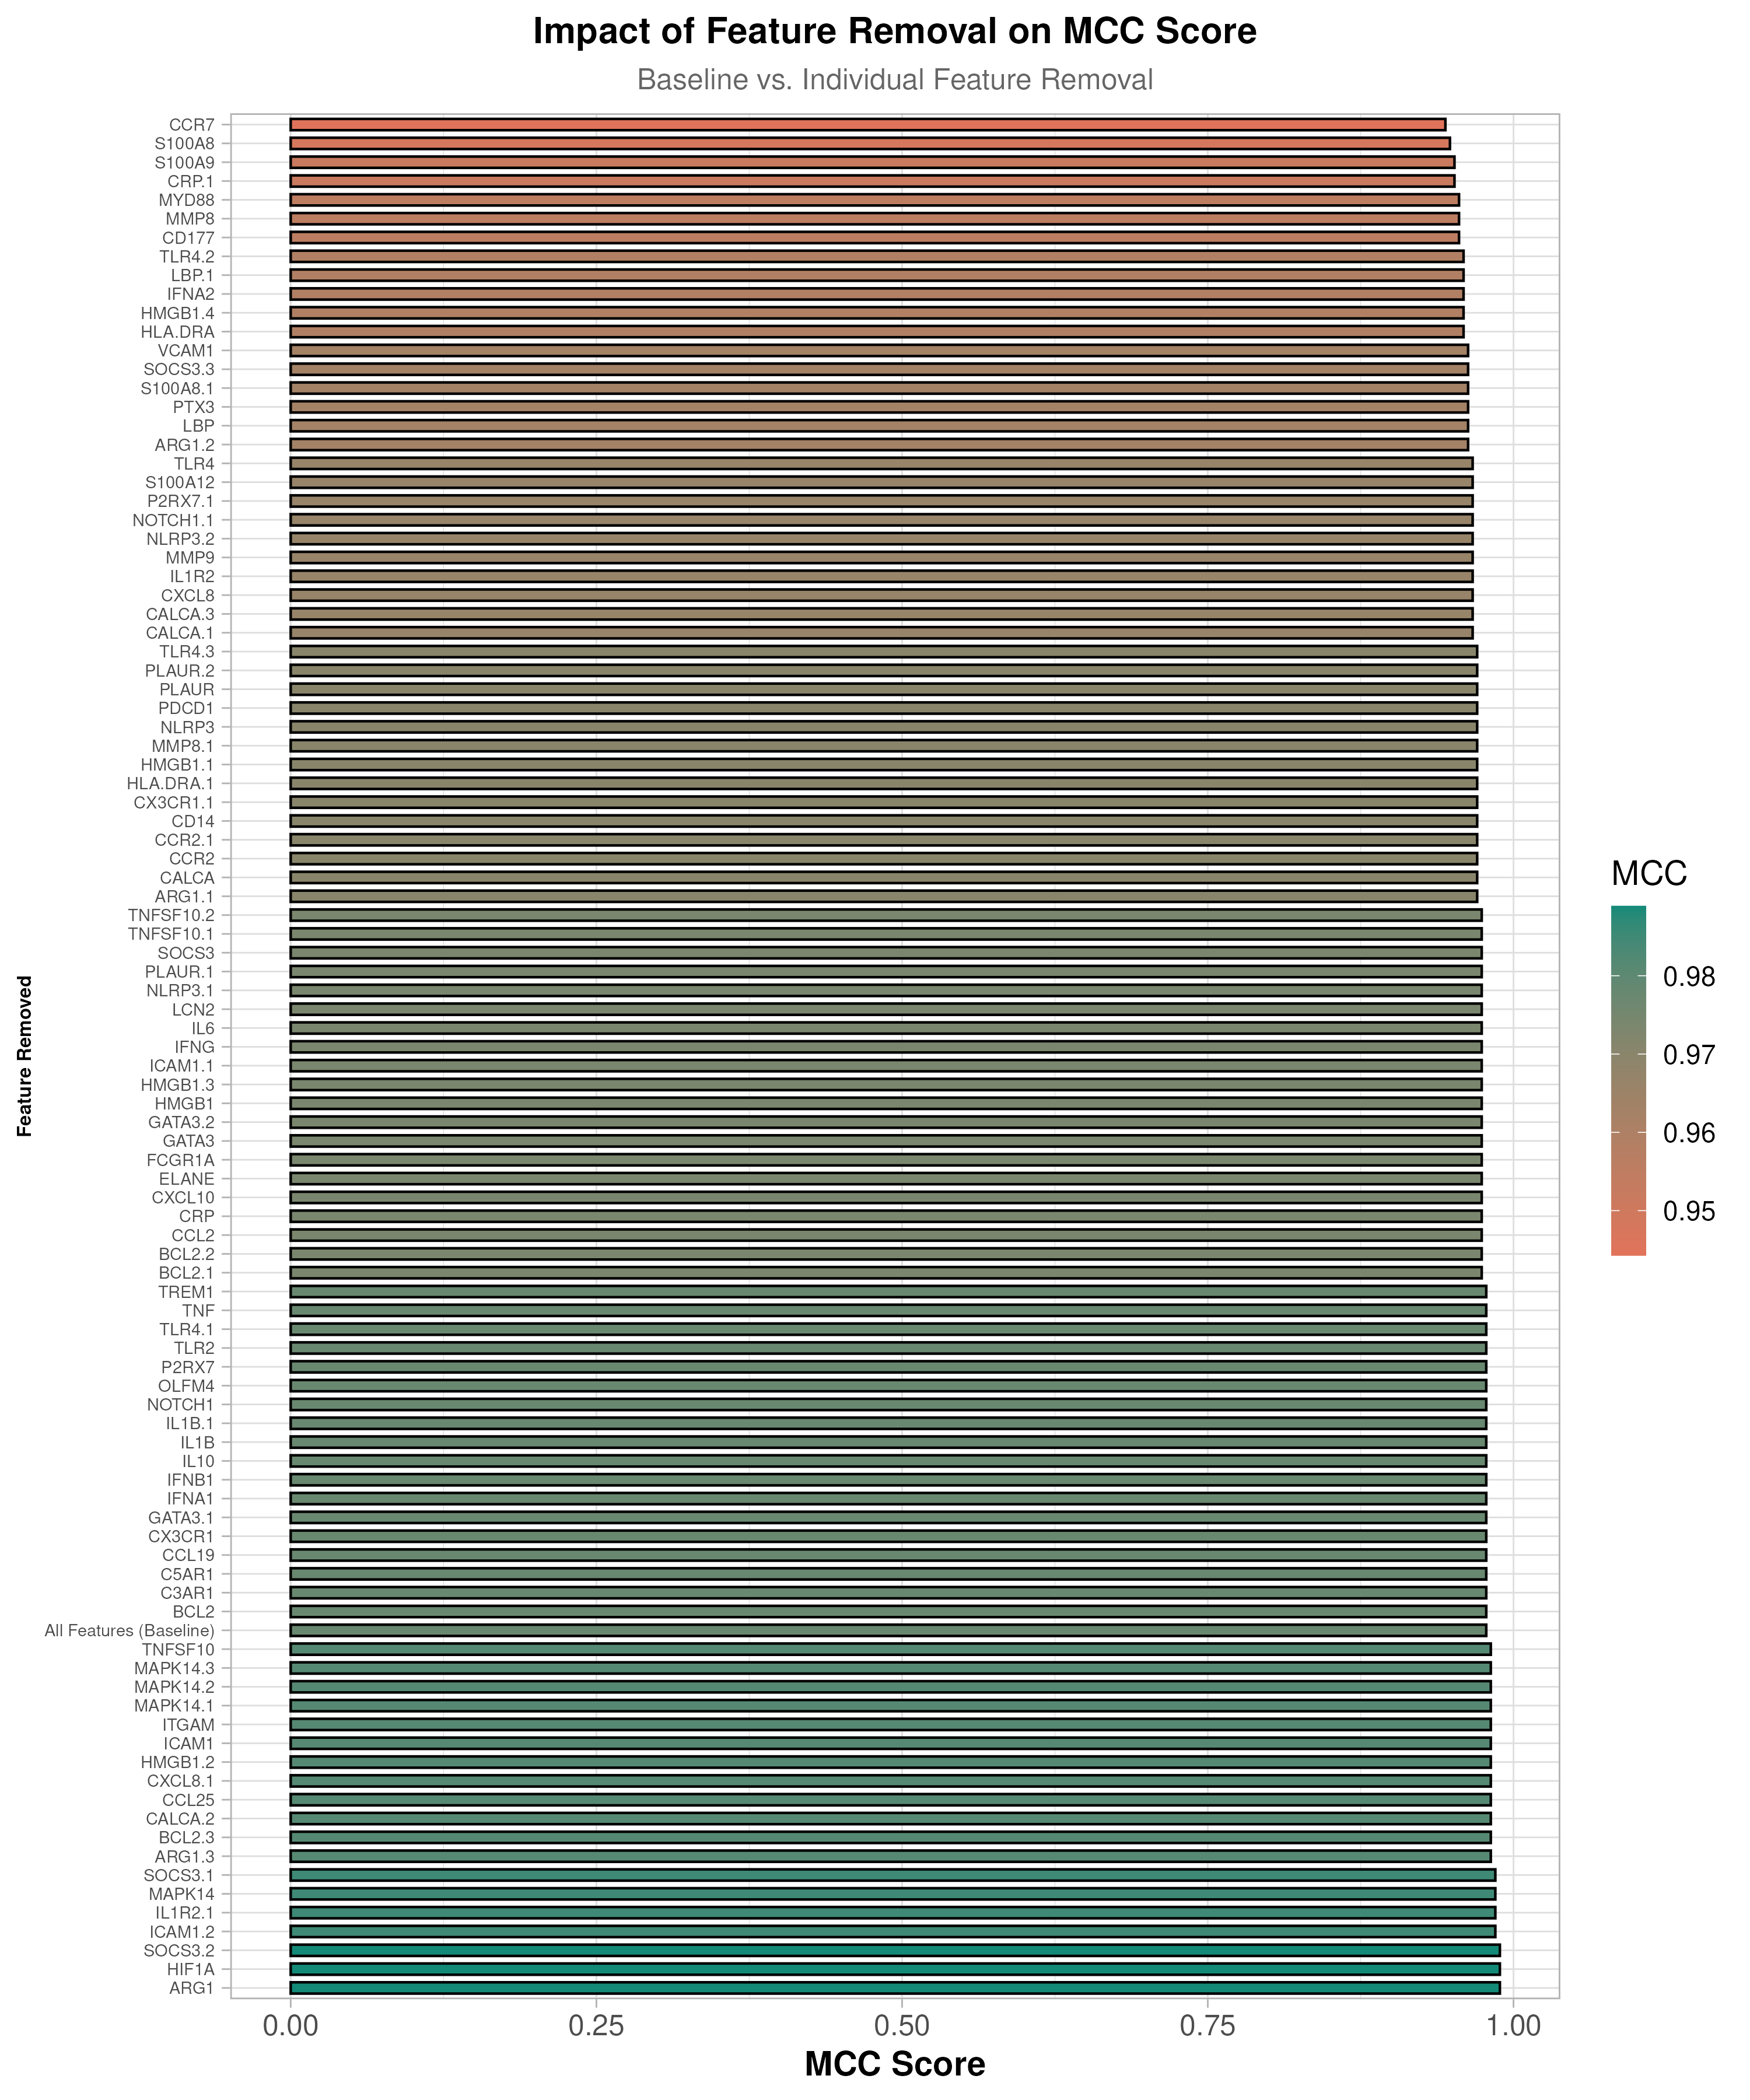 Impact of Feature Removal on MCC Score
Baseline vs. Individual Feature Removal
CCR7
S100A8
S100A9
CRP.1
MYD88
MMP8
CD177
TLR4.2
LBP.1
IFNA2
HMGB1.4
HLA.DRA
VCAM1
SOCS3.3
S100A8.1
PTX3
LBP
ARG1.2
TLR4
S100A12
P2RX7.1
NOTCH1.1
NLRP3.2
MMP9
IL1R2
CXCL8
CALCA.3
CALCA.1
TLR4.3
PLAUR.2
PLAUR
PDCD1
NLRP3
MMP8.1
HMGB1.1
HLA.DRA.1
CX3CR1.1
CD14
CCR2.1
CCR2
CALCA
ARG1.1
TNFSF10.2
TNFSF10.1
SOCS3
PLAUR.1
NLRP3.1
LCN2
IL6
IFNG
ICAM1.1
HMGB1.3
HMGB1
GATA3.2
GATA3
FCGR1A
ELANE
CXCL10
CRP
CCL2
BCL2.2
BCL2.1
TREM1
TNF
TLR4.1
TLR2
P2RX7
OLFM4
NOTCH1
IL1B.1
IL1B
IL10
IFNB1
IFNA1
GATA3.1
CX3CR1
CCL19
C5AR1
C3AR1
BCL2
All Features (Baseline)
TNFSF10
MAPK14.3
MAPK14.2
MAPK14.1
ITGAM
ICAM1
HMGB1.2
CXCL8.1
CCL25
CALCA.2
BCL2.3
ARG1.3
SOCS3.1
MAPK14
IL1R2.1
ICAM1.2
SOCS3.2
HIF1A
ARG1
Feature Removed
0.00 0.25 0.50 0.75 1.00
MCC Score
MCC
0.98
0.97
0.96
0.95